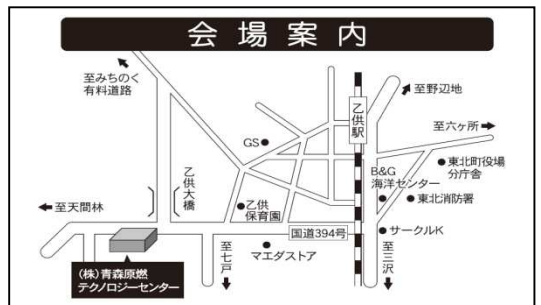 会場案内
至みちのく
有料道路
乙供駅
至野辺地
至六ヶ所
GS
東北町役場
分庁舎
B&G
海洋センター
乙供大橋
東北消防署
乙供
保育園
至天間林
国道394号
サークルK
至七戸
マエダストア
至三沢
(株)青森原燃
テクノロジーセンター